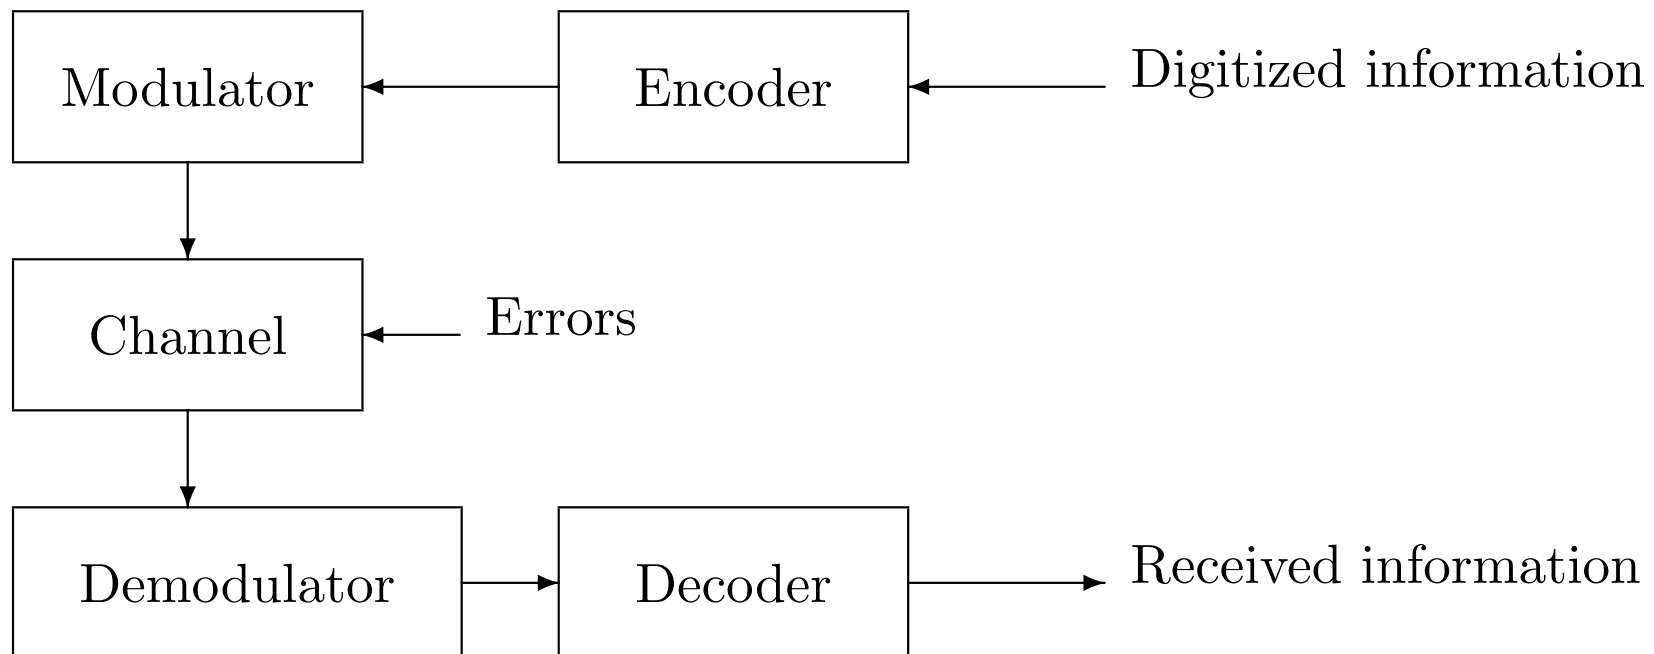 Modulator
Encoder
Digitized information
Channel
Errors
Demodulator
Decoder
Received information